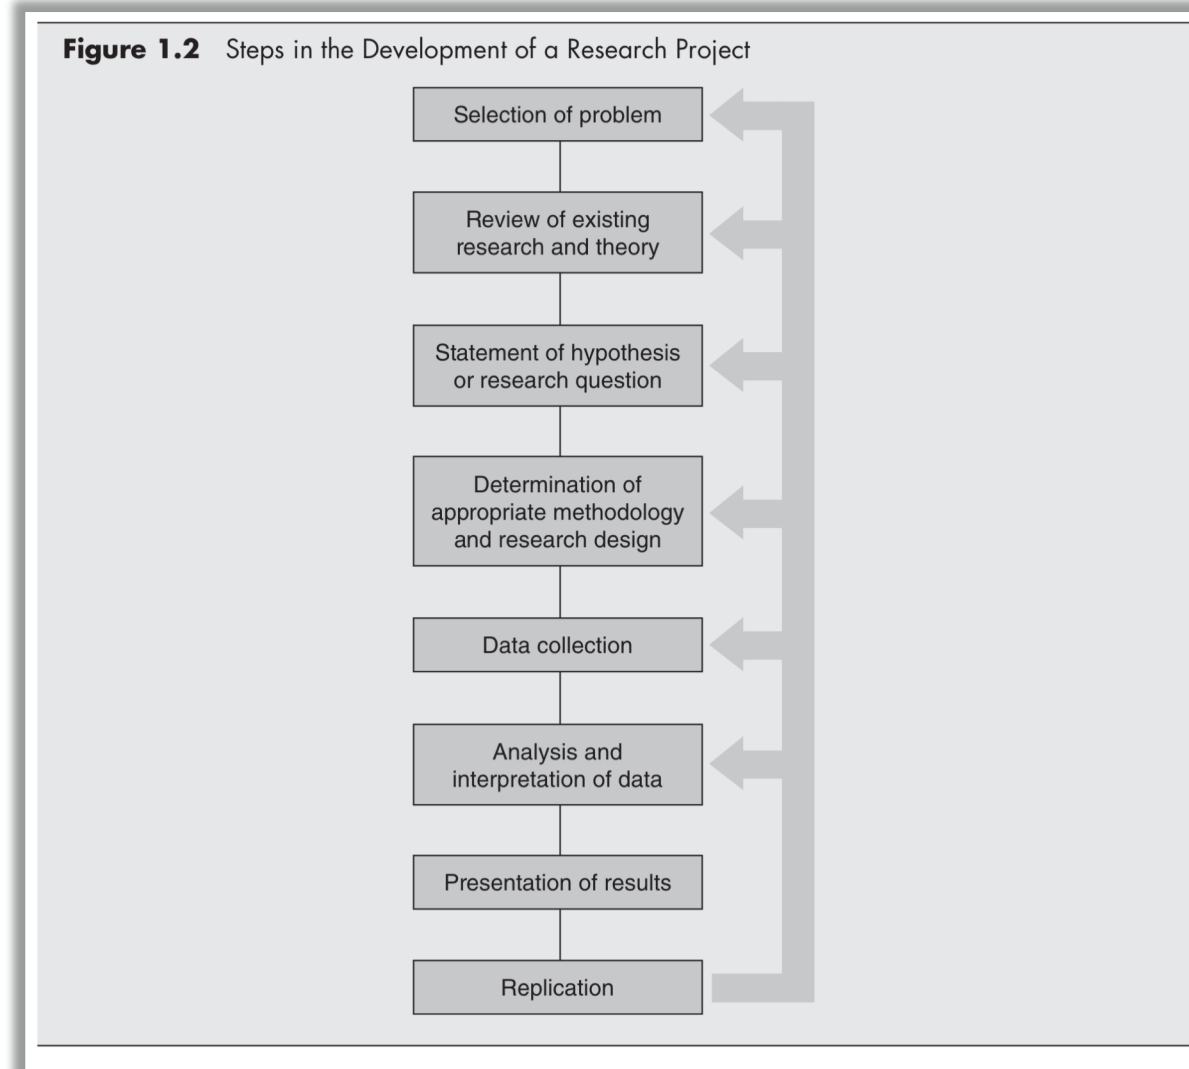 Figure 1.2 Steps in the Development of a Research Project
Selection of problem
Review of existing
research and theory
Statement of hypothesis
or research question
Determination of
appropriate methodology
and research design
Data collection
Analysis and
interpretation of data
Presentation of results
Replication